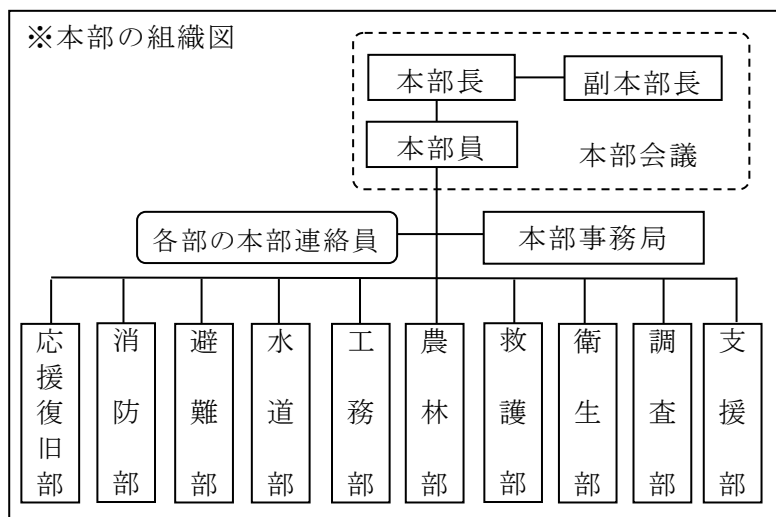 ※本部の組織図
本部長
副本部長
本部員
本部会議
各部の本部連絡員
本部事務局
応援復旧部
消防部
避難部
水道部
工務部
農林部
救護部
衛生部
調査部
支援部